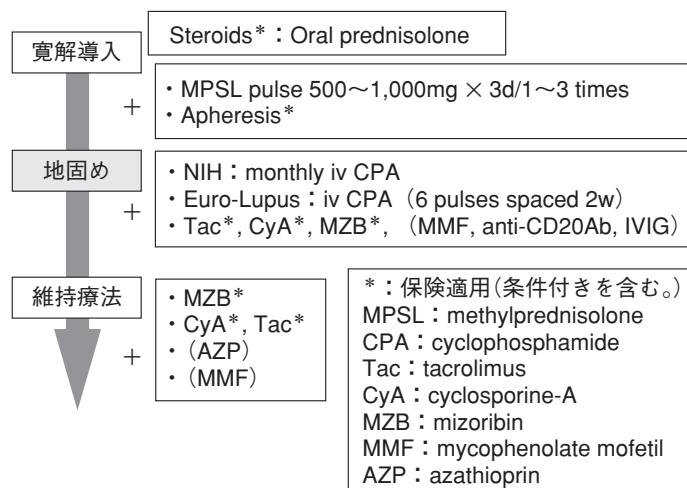 寛解導入
Steroids*：Oral prednisolone
+
・MPSL pulse 500〜1,000mg × 3d/1〜3 times
・Apheresis*
地固め
+
・NIH：monthly iv CPA
・Euro-Lupus：iv CPA（6 pulses spaced 2w）
・Tac*, CyA*, MZB*,（MMF, anti-CD20Ab, IVIG）
維持療法
+
・MZB*
・CyA*, Tac*
・（AZP）
・（MMF）
*：保険適用（条件付きを含む。）
MPSL：methylprednisolone
CPA：cyclophosphamide
Tac：tacrolimus
CyA：cyclosporine-A
MZB：mizoribin
MMF：mycophenolate mofetil
AZP：azathioprin